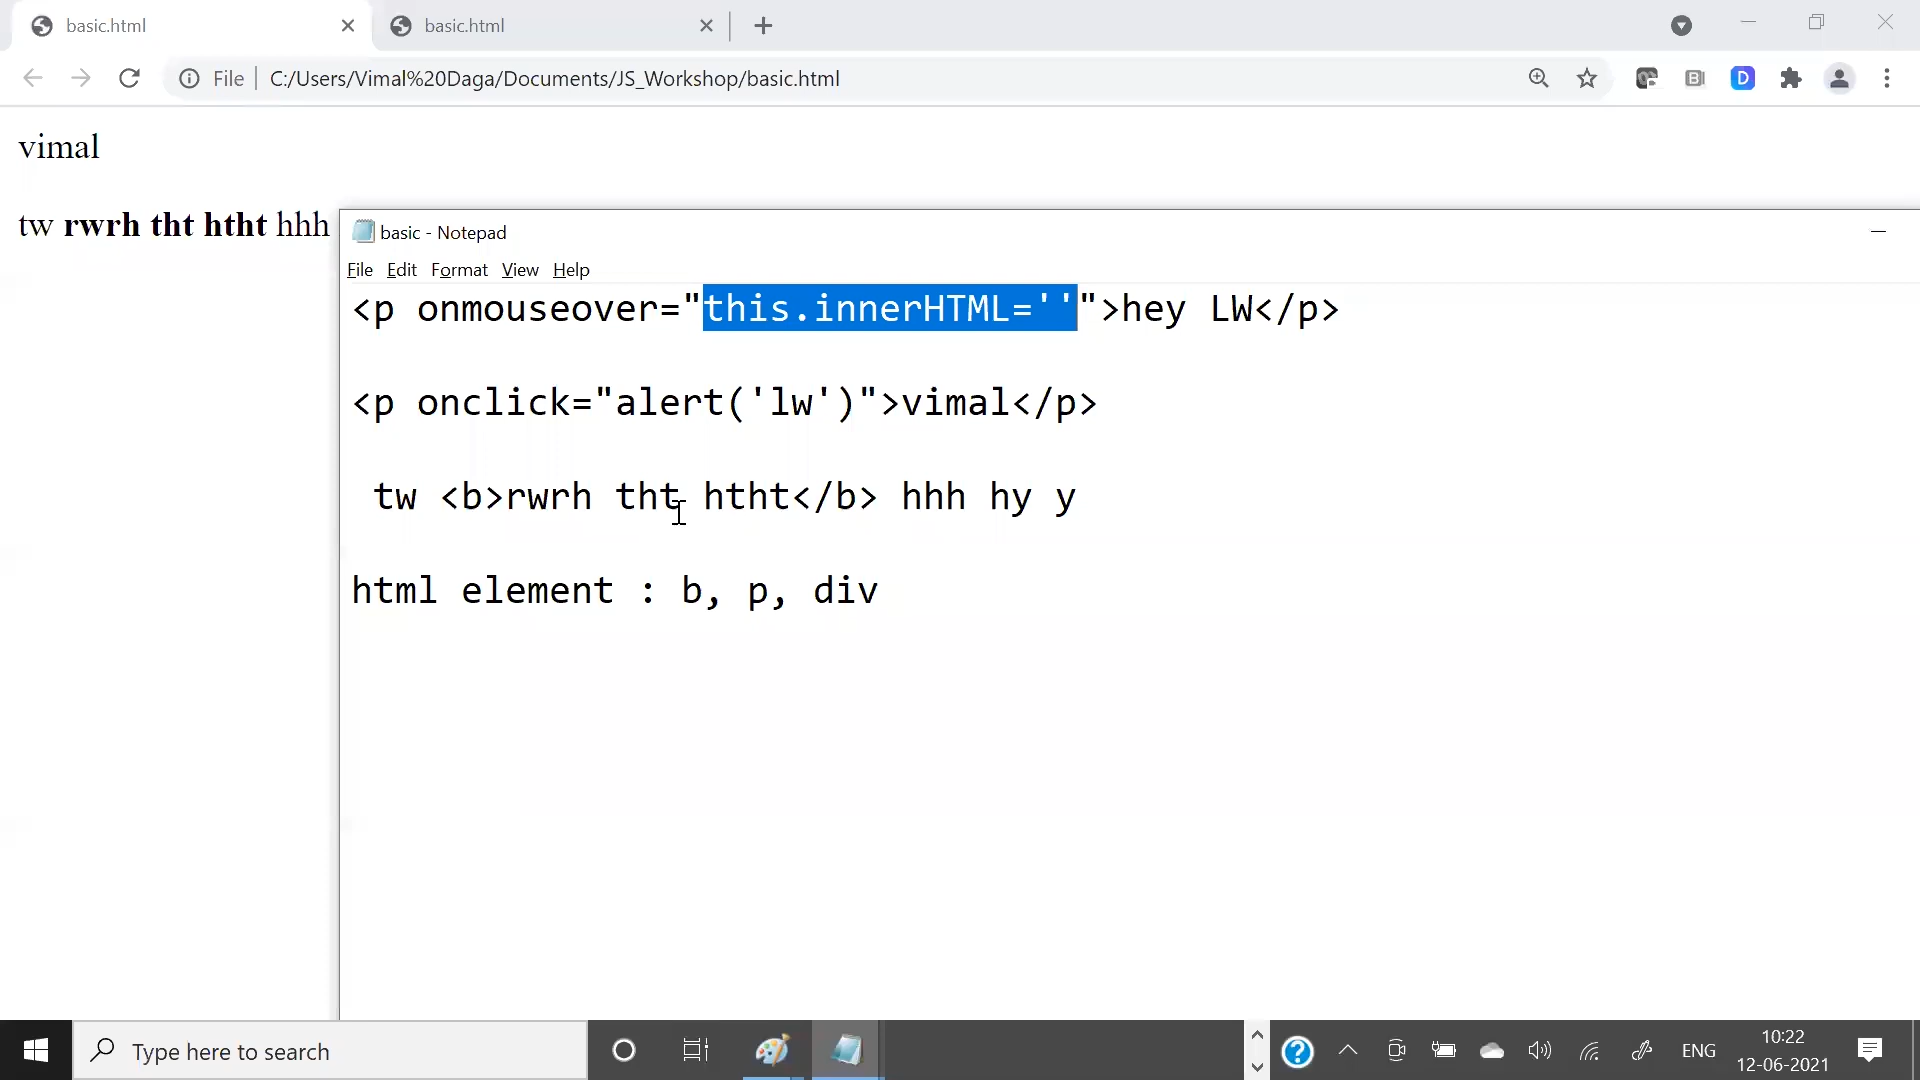 basic.html
basic.html
File
C:/Users/Vimal%20Daga/Documents/JS_Workshop/basic.html
vimal
tw rwrh tht htht hhh
basic - Notepad
File Edit Format View Help
<p onmouseover="this.innerHTML=''">hey LW</p>
<p onclick="alert('lw')">vimal</p>
tw <b>rwrh tht htht</b> hhh hy y
html element : b, p, div
Type here to search
ENG
10:22
12-06-2021